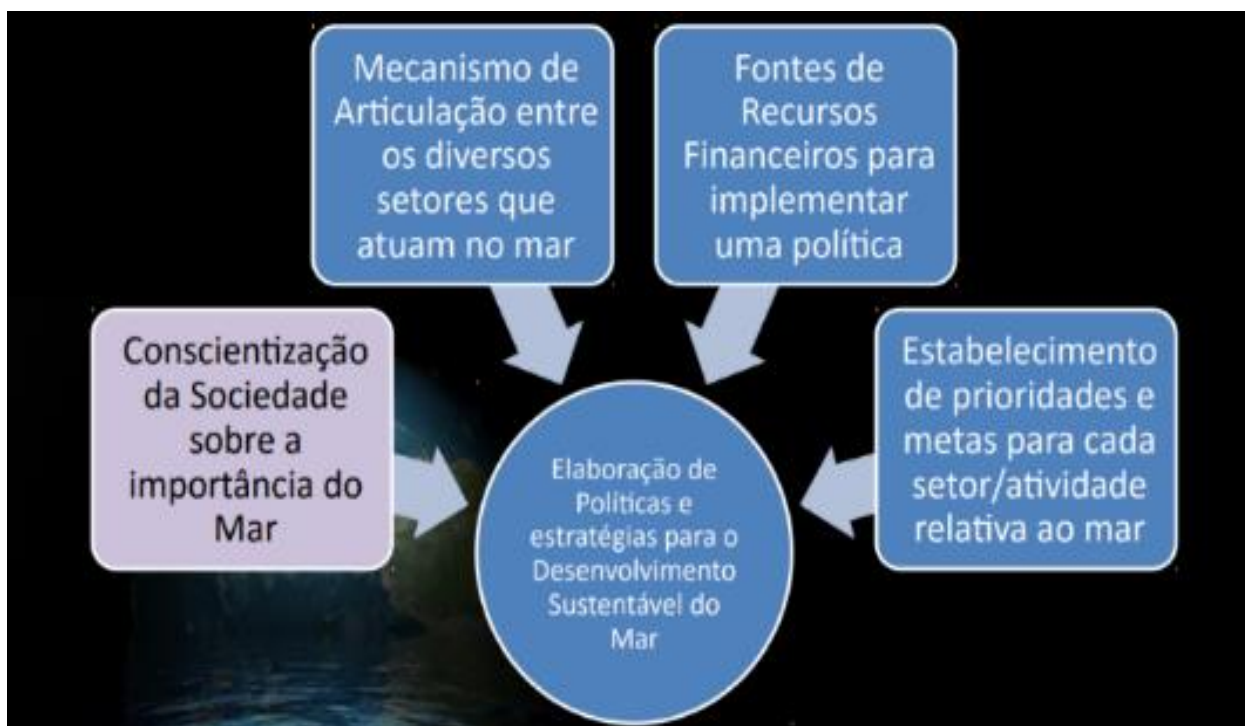 Mecanismo de
Articulação entre
os diversos
setores que
atuam no mar
Fontes de
Recursos
Financeiros para
implementar
uma política
Conscientização
da Sociedade
sobre a
importância do
Mar
Estabelecimento
de prioridades e
metas para cada
setor/atividade
relativa ao mar
Elaboração de
Políticas e
estratégias para o
Desenvolvimento
Sustentável do
Mar